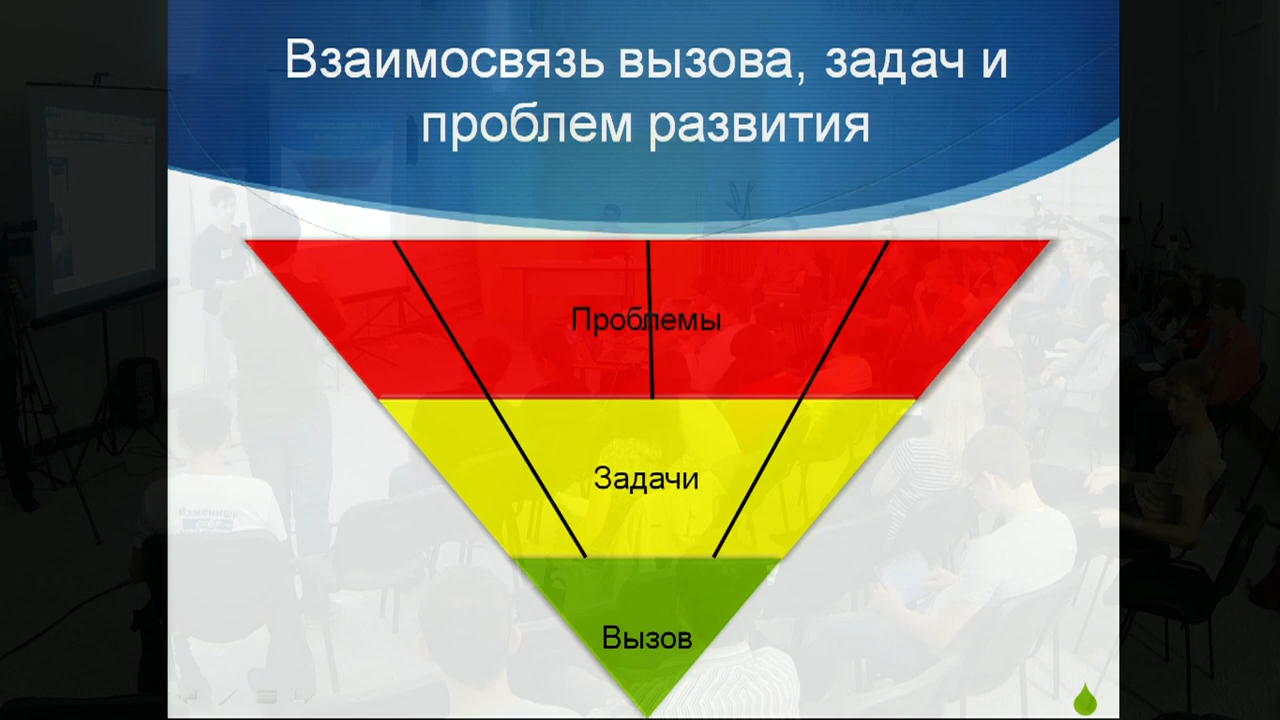 Взаимосвязь вызова, задач и
проблем развития
Проблемы
Задачи
Вызов